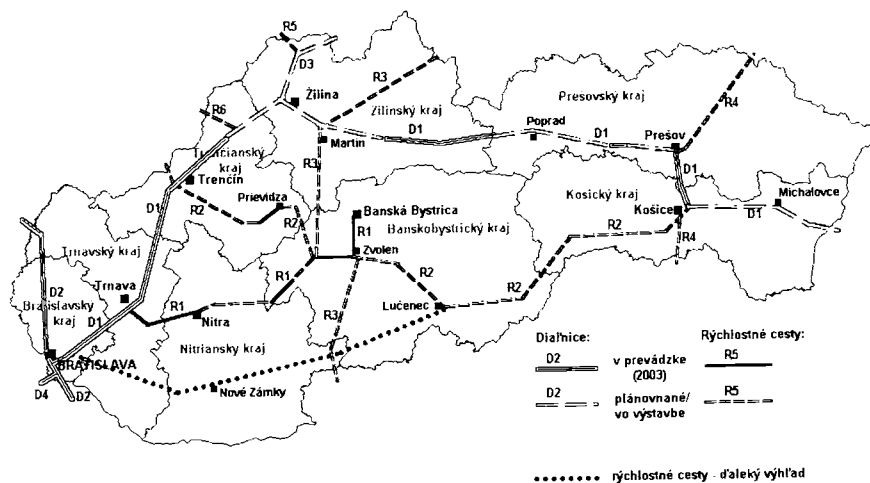 R5
D3
R3
Žilina
Žilinský kraj
Prešovský kraj
R4
R6
D1
Poprad
D1
Prešov
Martin
Trenčiansky
kraj
Trenčín
R3
D1
Prievidza
Košický kraj
Michalovce
D1
R2
R2
Banská Bystrica
Banskobystrický kraj
R1
Košice
D1
R2
R4
Trnavský kraj
Zvolen
D2
Trnava
R1
R2
R2
Bratislavský
kraj
R1
D1
Nitra
Lučenec
R3
Nitriansky kraj
BRATISLAVA
D4
D2
Nové Zámky
Diaľnice:
Rýchlostné cesty:
D2
v prevádzke
(2003)
R5
D2
plánovnané/
vo výstavbe
R5
rýchlostné cesty - ďaleký výhľad